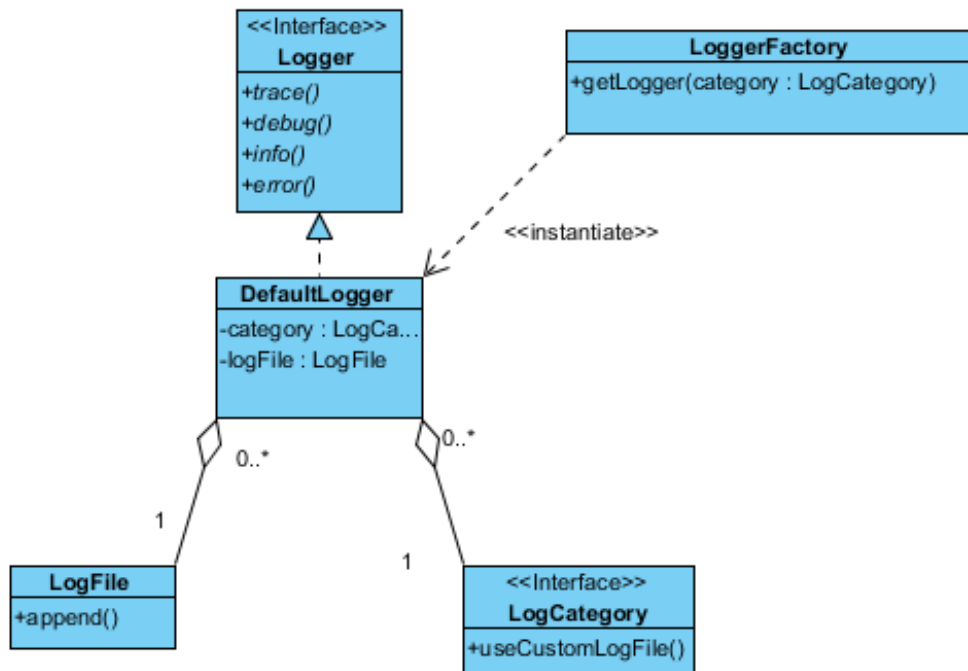 <<Interface>>
Logger
+trace()
+debug()
+info()
+error()
LoggerFactory
+getLogger(category : LogCategory)
<<instantiate>>
DefaultLogger
-category : LogCa...
-logFile : LogFile
0..*
0..*
1
1
LogFile
+append()
<<Interface>>
LogCategory
+useCustomLogFile()